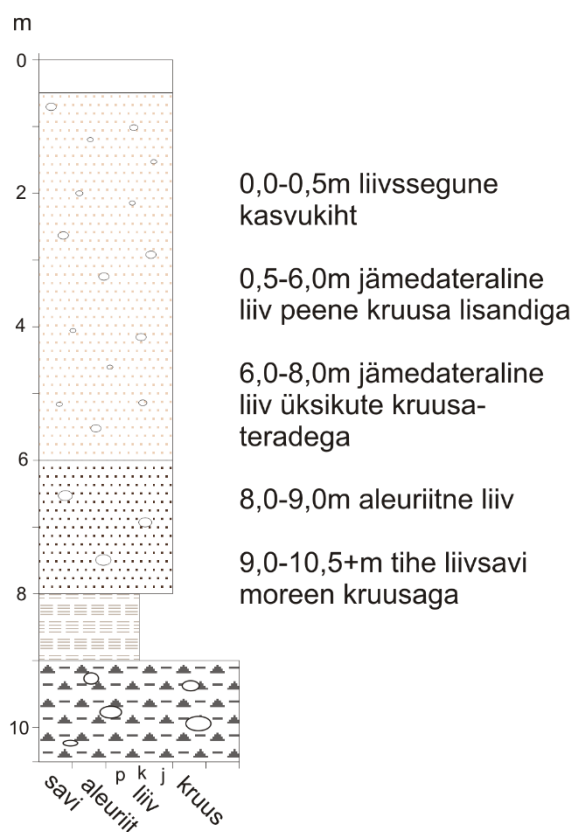 m
0
2
4
6
8
10
0,0-0,5m liivssegune
kasvukiht
0,5-6,0m jämedateraline
liiv peene kruusa lisandiga
6,0-8,0m jämedateraline
liiv üksikute kruusa-
teradega
8,0-9,0m aleuriitne liiv
9,0-10,5+m tihe liivsavi
moreen kruusaga
p k j
savi aleuriit liiv kruus